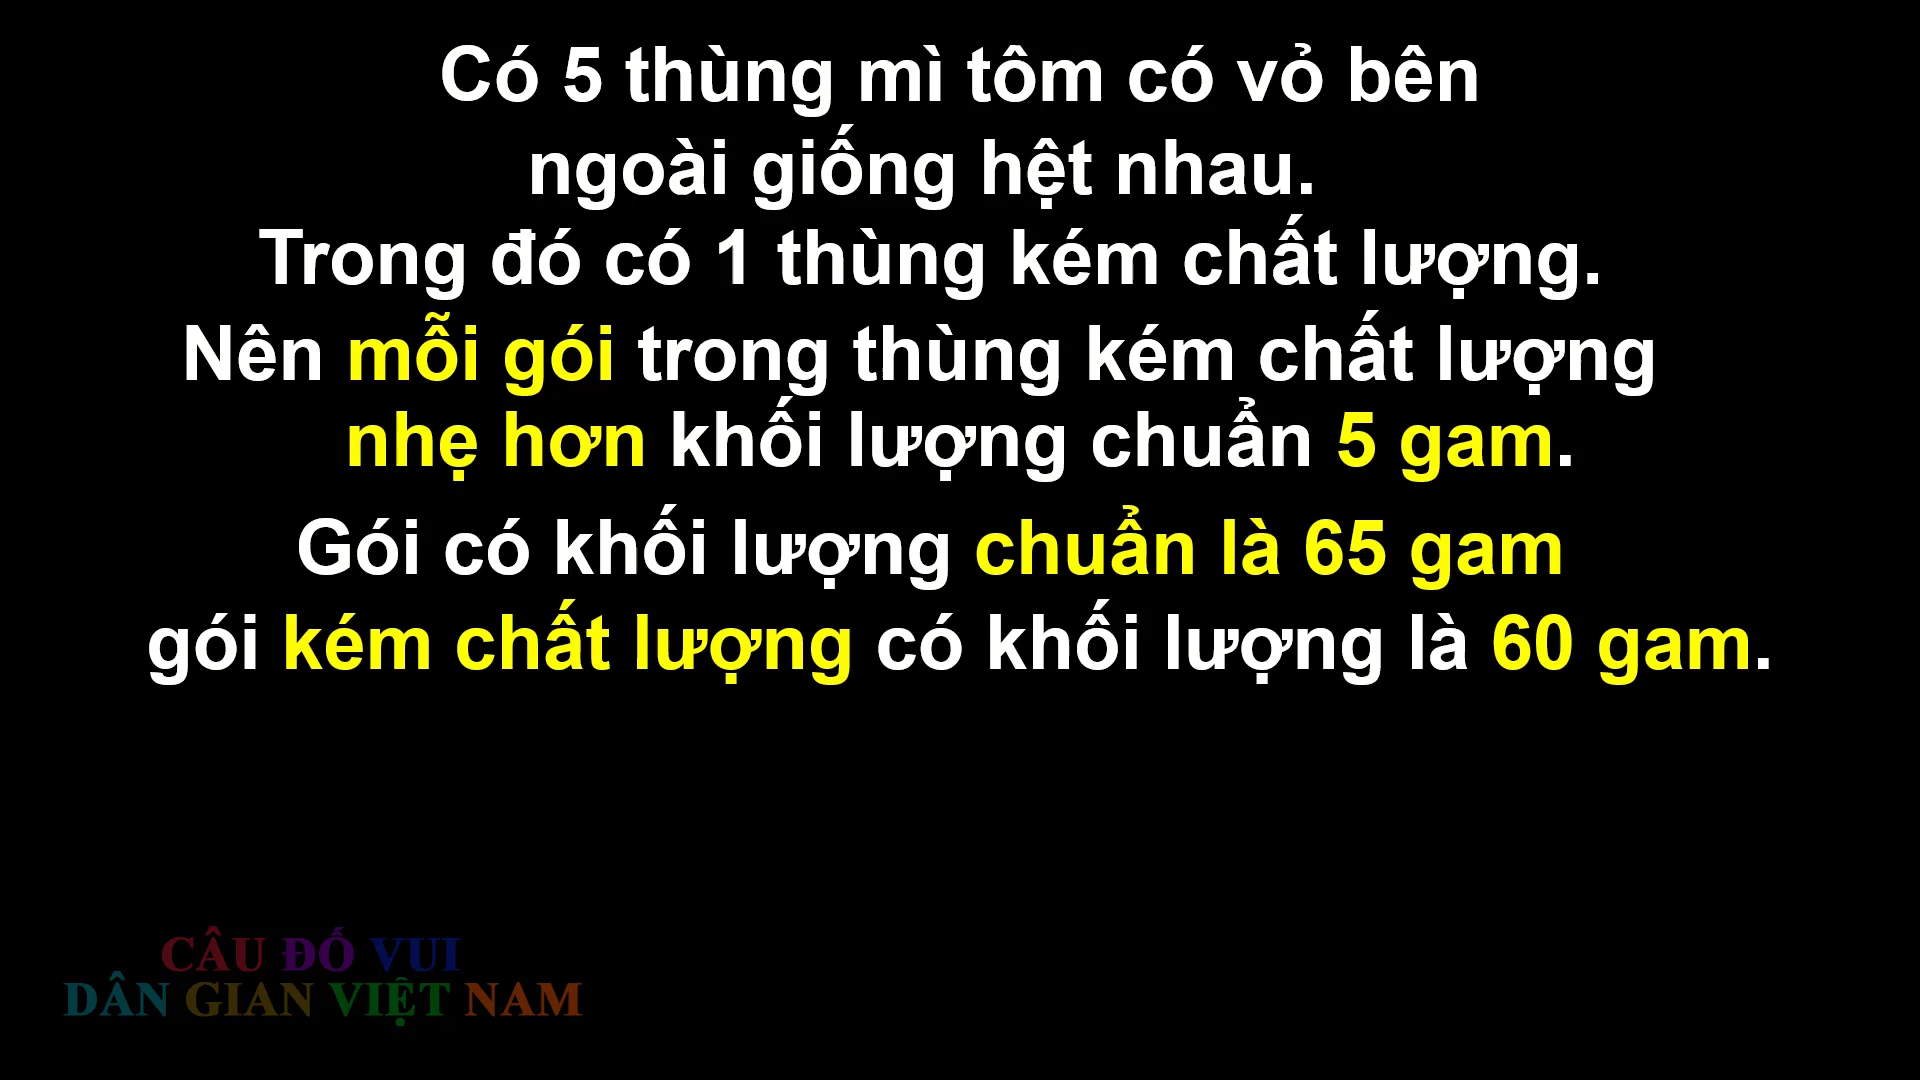 Có 5 thùng mì tôm có vỏ bên
ngoài giống hệt nhau.
Trong đó có 1 thùng kém chất lượng.
Nên mỗi gói trong thùng kém chất lượng
nhẹ hơn khối lượng chuẩn 5 gam.
Gói có khối lượng chuẩn là 65 gam
gói kém chất lượng có khối lượng là 60 gam.
CÂU ĐỐ VUI
DÂN GIAN VIỆT NAM